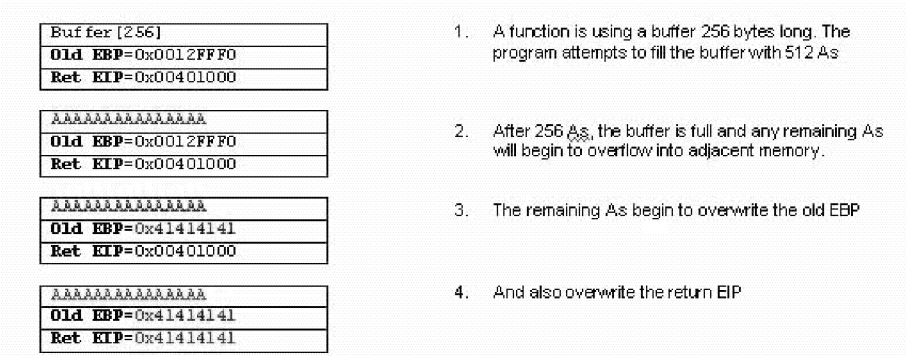 Buffer[256]
Old EBP=0x0012FFF0
Ret EIP=0x00401000
1. A function is using a buffer 256 bytes long. The
program attempts to fill the buffer with 512 As
AAAAAAAAAAAAAAAA
Old EBP=0x0012FFF0
Ret EIP=0x00401000
2. After 256 As, the buffer is full and any remaining As
will begin to overflow into adjacent memory.
AAAAAAAAAAAAAAAA
Old EBP=0x41414141
Ret EIP=0x00401000
3. The remaining As begin to overwrite the old EBP
AAAAAAAAAAAAAAAA
Old EBP=0x41414141
Ret EIP=0x41414141
4. And also overwrite the return EIP